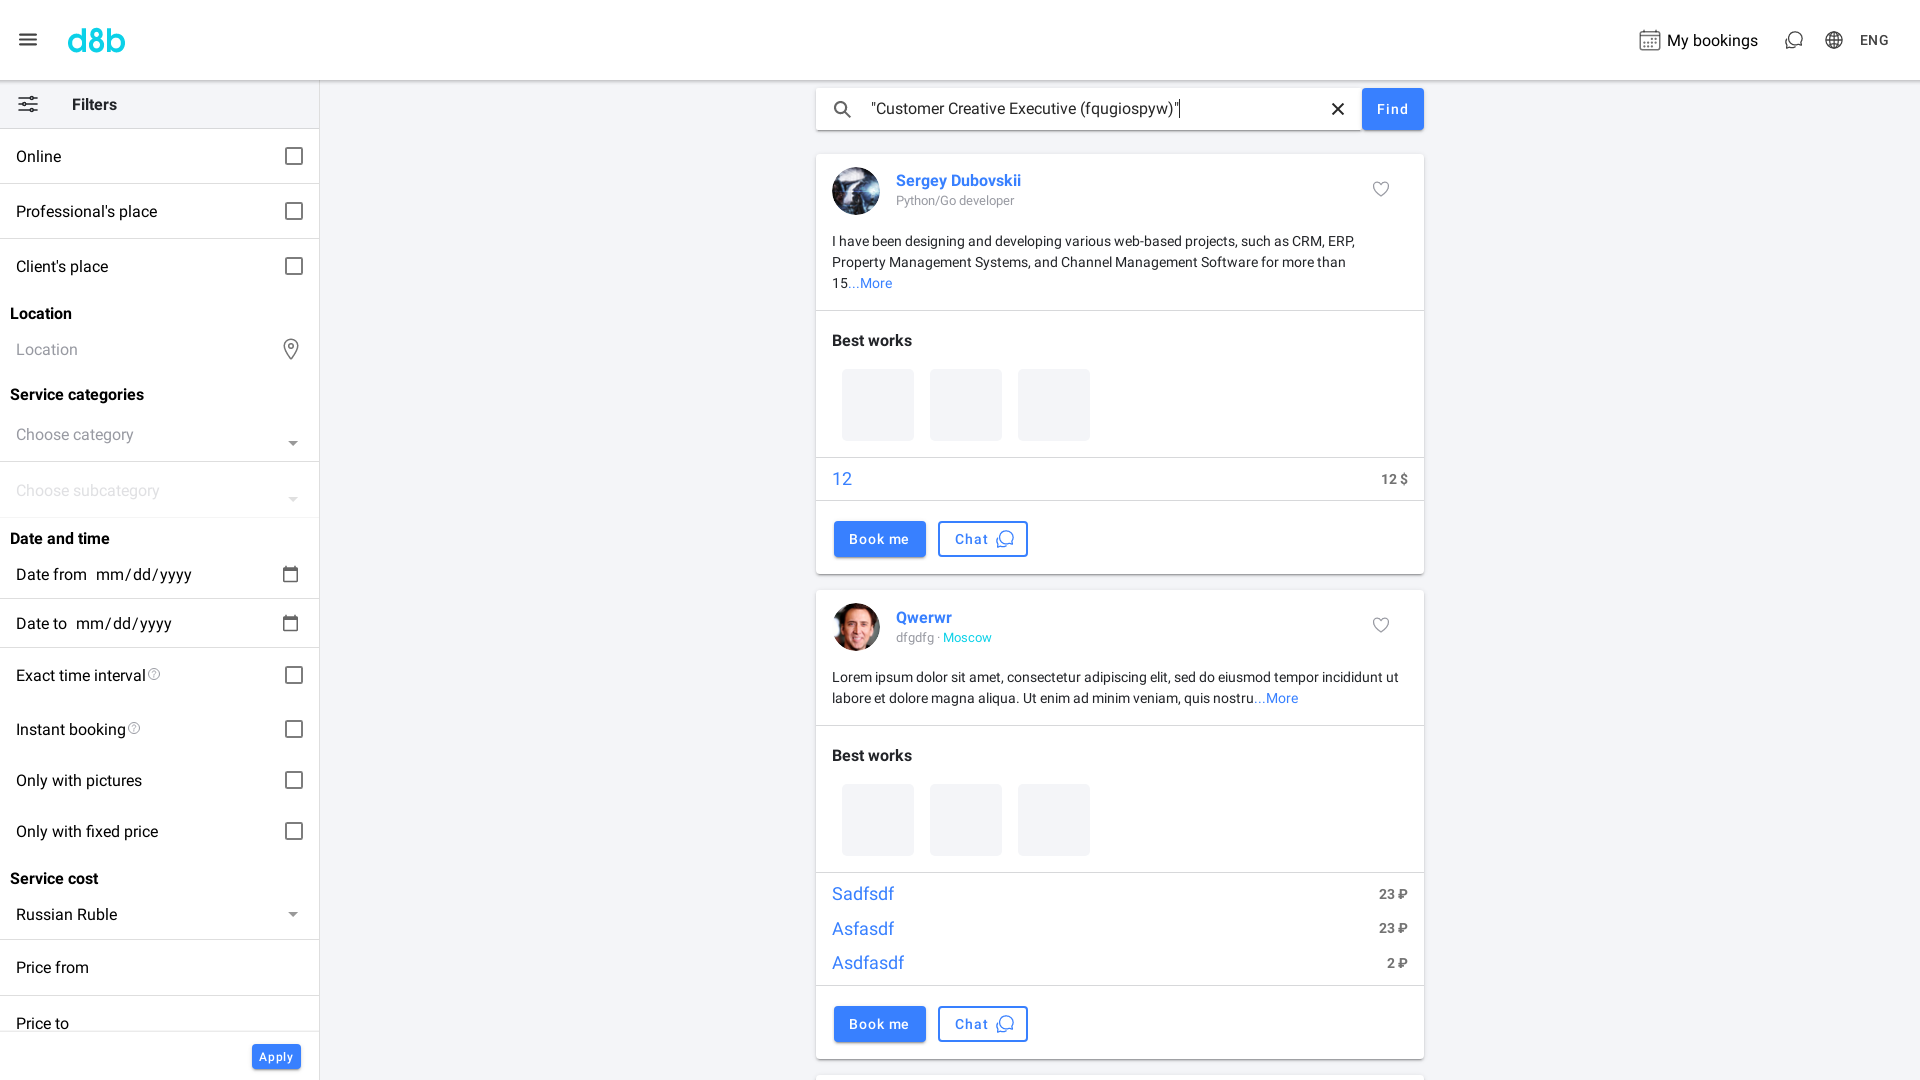 d8b
My bookings
ENG
Filters
Online
Professional's place
Client's place
Location
Location
Service categories
Choose category
Choose subcategory
Date and time
Date from mm/dd/yyyy
Date to mm/dd/yyyy
Exact time interval
Instant booking
Only with pictures
Only with fixed price
Service cost
Russian Ruble
Price from
Price to
Apply
"Customer Creative Executive (fqugiospyw)"
Find
Sergey Dubovskii
Python/Go developer
I have been designing and developing various web-based projects, such as CRM, ERP,
Property Management Systems, and Channel Management Software for more than
15...More
Best works
12 12 $
Book me Chat
Qwerwr
dfgdfg · Moscow
Lorem ipsum dolor sit amet, consectetur adipiscing elit, sed do eiusmod tempor incididunt ut
labore et dolore magna aliqua. Ut enim ad minim veniam, quis nostru...More
Best works
Sadfsdf 23 ₽
Asfasdf 23 ₽
Asdfasdf 2 ₽
Book me Chat